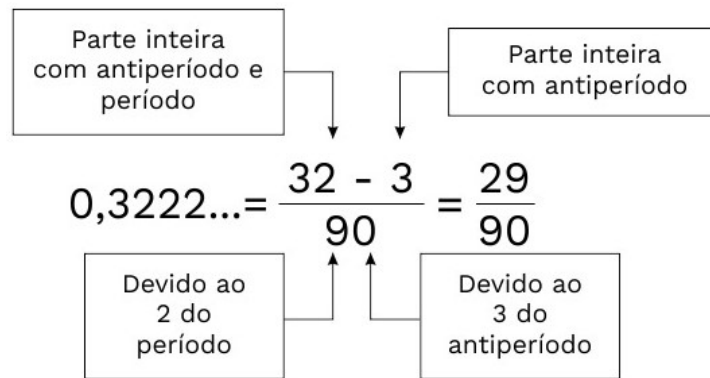 Parte inteira
com antiperíodo e
período
Parte inteira
com antiperíodo
0,3222...= 32 - 3 / 90 = 29 / 90
Devido ao
2 do
período
Devido ao
3 do
antiperíodo